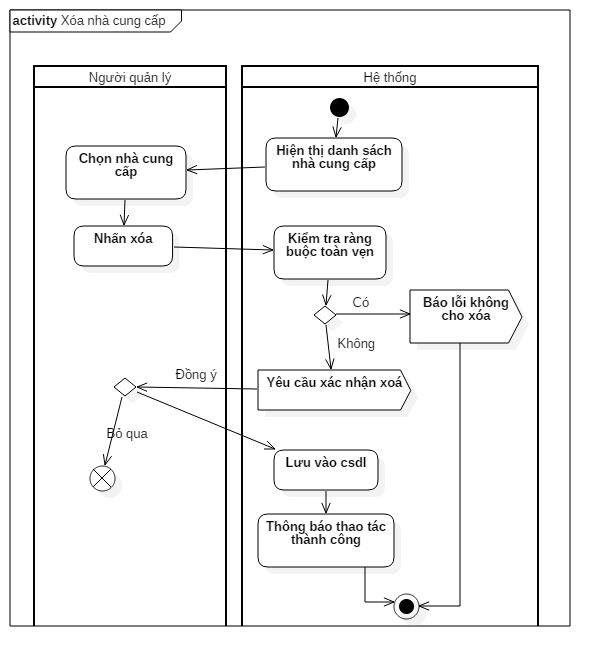 activity Xóa nhà cung cấp
Người quản lý
Hệ thống
Hiện thị danh sách
nhà cung cấp
Chọn nhà cung
cấp
Nhấn xóa
Kiểm tra ràng
buộc toàn vẹn
Có
Báo lỗi không
cho xóa
Không
Đồng ý
Yêu cầu xác nhận xoá
Bỏ qua
Lưu vào csdl
Thông báo thao tác
thành công